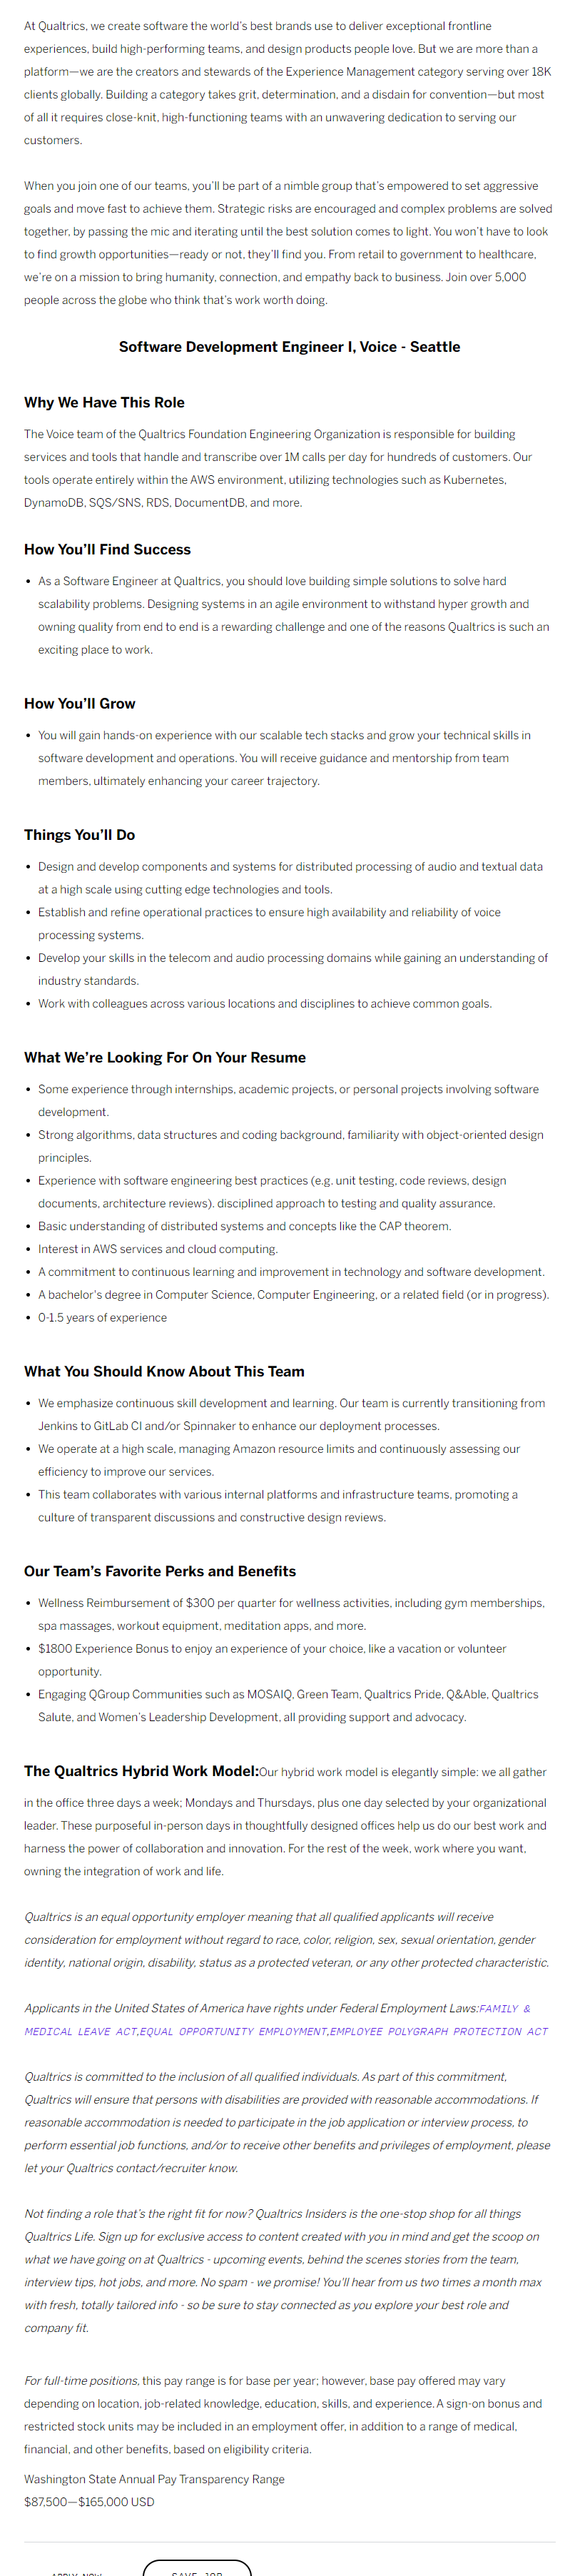 At Qualtrics, we create software the world's best brands use to deliver exceptional frontline
experiences, build high-performing teams, and design products people love. But we are more than a
platform—we are the creators and stewards of the Experience Management category serving over 18K
clients globally. Building a category takes grit, determination, and a disdain for convention—but most
of all it requires close-knit, high-functioning teams with an unwavering dedication to serving our
customers.
When you join one of our teams, you'll be part of a nimble group that's empowered to set aggressive
goals and move fast to achieve them. Strategic risks are encouraged and complex problems are solved
together, by passing the mic and iterating until the best solution comes to light. You won't have to look
to find growth opportunities—ready or not, they'll find you. From retail to government to healthcare,
we're on a mission to bring humanity, connection, and empathy back to business. Join over 5,000
people across the globe who think that's work worth doing.
Software Development Engineer I, Voice - Seattle
Why We Have This Role
The Voice team of the Qualtrics Foundation Engineering Organization is responsible for building
services and tools that handle and transcribe over 1M calls per day for hundreds of customers. Our
tools operate entirely within the AWS environment, utilizing technologies such as Kubernetes,
DynamoDB, SQS/SNS, RDS, DocumentDB, and more.
How You'll Find Success
• As a Software Engineer at Qualtrics, you should love building simple solutions to solve hard
scalability problems. Designing systems in an agile environment to withstand hyper growth and
owning quality from end to end is a rewarding challenge and one of the reasons Qualtrics is such an
exciting place to work.
How You'll Grow
• You will gain hands-on experience with our scalable tech stacks and grow your technical skills in
software development and operations. You will receive guidance and mentorship from team
members, ultimately enhancing your career trajectory.
Things You'll Do
• Design and develop components and systems for distributed processing of audio and textual data
at a high scale using cutting edge technologies and tools.
• Establish and refine operational practices to ensure high availability and reliability of voice
processing systems.
• Develop your skills in the telecom and audio processing domains while gaining an understanding of
industry standards.
• Work with colleagues across various locations and disciplines to achieve common goals.
What We're Looking For On Your Resume
• Some experience through internships, academic projects, or personal projects involving software
development.
• Strong algorithms, data structures and coding background, familiarity with object-oriented design
principles.
• Experience with software engineering best practices (e.g. unit testing, code reviews, design
documents, architecture reviews). disciplined approach to testing and quality assurance.
• Basic understanding of distributed systems and concepts like the CAP theorem.
• Interest in AWS services and cloud computing.
• A commitment to continuous learning and improvement in technology and software development.
• A bachelor's degree in Computer Science, Computer Engineering, or a related field (or in progress).
• 0-1.5 years of experience
What You Should Know About This Team
• We emphasize continuous skill development and learning. Our team is currently transitioning from
Jenkins to GitLab CI and/or Spinnaker to enhance our deployment processes.
• We operate at a high scale, managing Amazon resource limits and continuously assessing our
efficiency to improve our services.
• This team collaborates with various internal platforms and infrastructure teams, promoting a
culture of transparent discussions and constructive design reviews.
Our Team's Favorite Perks and Benefits
• Wellness Reimbursement of $300 per quarter for wellness activities, including gym memberships,
spa massages, workout equipment, meditation apps, and more.
• $1800 Experience Bonus to enjoy an experience of your choice, like a vacation or volunteer
opportunity.
• Engaging QGroup Communities such as MOSAIQ, Green Team, Qualtrics Pride, Q&Able, Qualtrics
Salute, and Women's Leadership Development, all providing support and advocacy.
The Qualtrics Hybrid Work Model:Our hybrid work model is elegantly simple: we all gather
in the office three days a week; Mondays and Thursdays, plus one day selected by your organizational
leader. These purposeful in-person days in thoughtfully designed offices help us do our best work and
harness the power of collaboration and innovation. For the rest of the week, work where you want,
owning the integration of work and life.
Qualtrics is an equal opportunity employer meaning that all qualified applicants will receive
consideration for employment without regard to race, color, religion, sex, sexual orientation, gender
identity, national origin, disability, status as a protected veteran, or any other protected characteristic.
Applicants in the United States of America have rights under Federal Employment Laws:FAMILY &
MEDICAL LEAVE ACT,EQUAL OPPORTUNITY EMPLOYMENT,EMPLOYEE POLYGRAPH PROTECTION ACT
Qualtrics is committed to the inclusion of all qualified individuals. As part of this commitment,
Qualtrics will ensure that persons with disabilities are provided with reasonable accommodations. If
reasonable accommodation is needed to participate in the job application or interview process, to
perform essential job functions, and/or to receive other benefits and privileges of employment, please
let your Qualtrics contact/recruiter know.
Not finding a role that's the right fit for now? Qualtrics Insiders is the one-stop shop for all things
Qualtrics Life. Sign up for exclusive access to content created with you in mind and get the scoop on
what we have going on at Qualtrics - upcoming events, behind the scenes stories from the team,
interview tips, hot jobs, and more. No spam - we promise! You'll hear from us two times a month max
with fresh, totally tailored info - so be sure to stay connected as you explore your best role and
company fit.
For full-time positions, this pay range is for base per year; however, base pay offered may vary
depending on location, job-related knowledge, education, skills, and experience. A sign-on bonus and
restricted stock units may be included in an employment offer, in addition to a range of medical,
financial, and other benefits, based on eligibility criteria.
Washington State Annual Pay Transparency Range
$87,500—$165,000 USD
APPLY NOW SAVE JOB